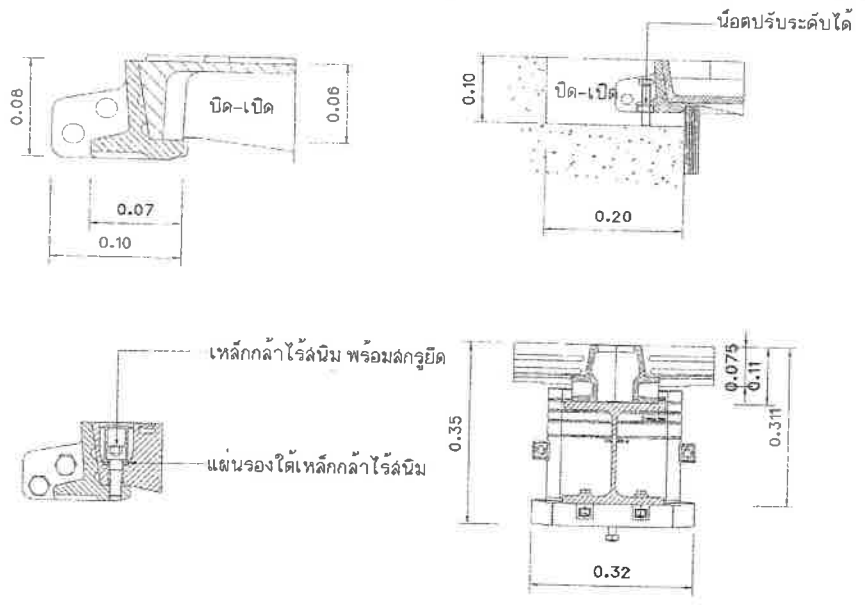 น๊อตปรับระดับได้
0.08
ปิด-เปิด
0.06
0.07
0.10
0.10
ปิด-เปิด
0.20
เหล็กกล้าไร้สนิม พร้อมสกรูยึด
แผ่นรองใต้เหล็กกล้าไร้สนิม
0.35
0.075
0.11
0.311
0.32